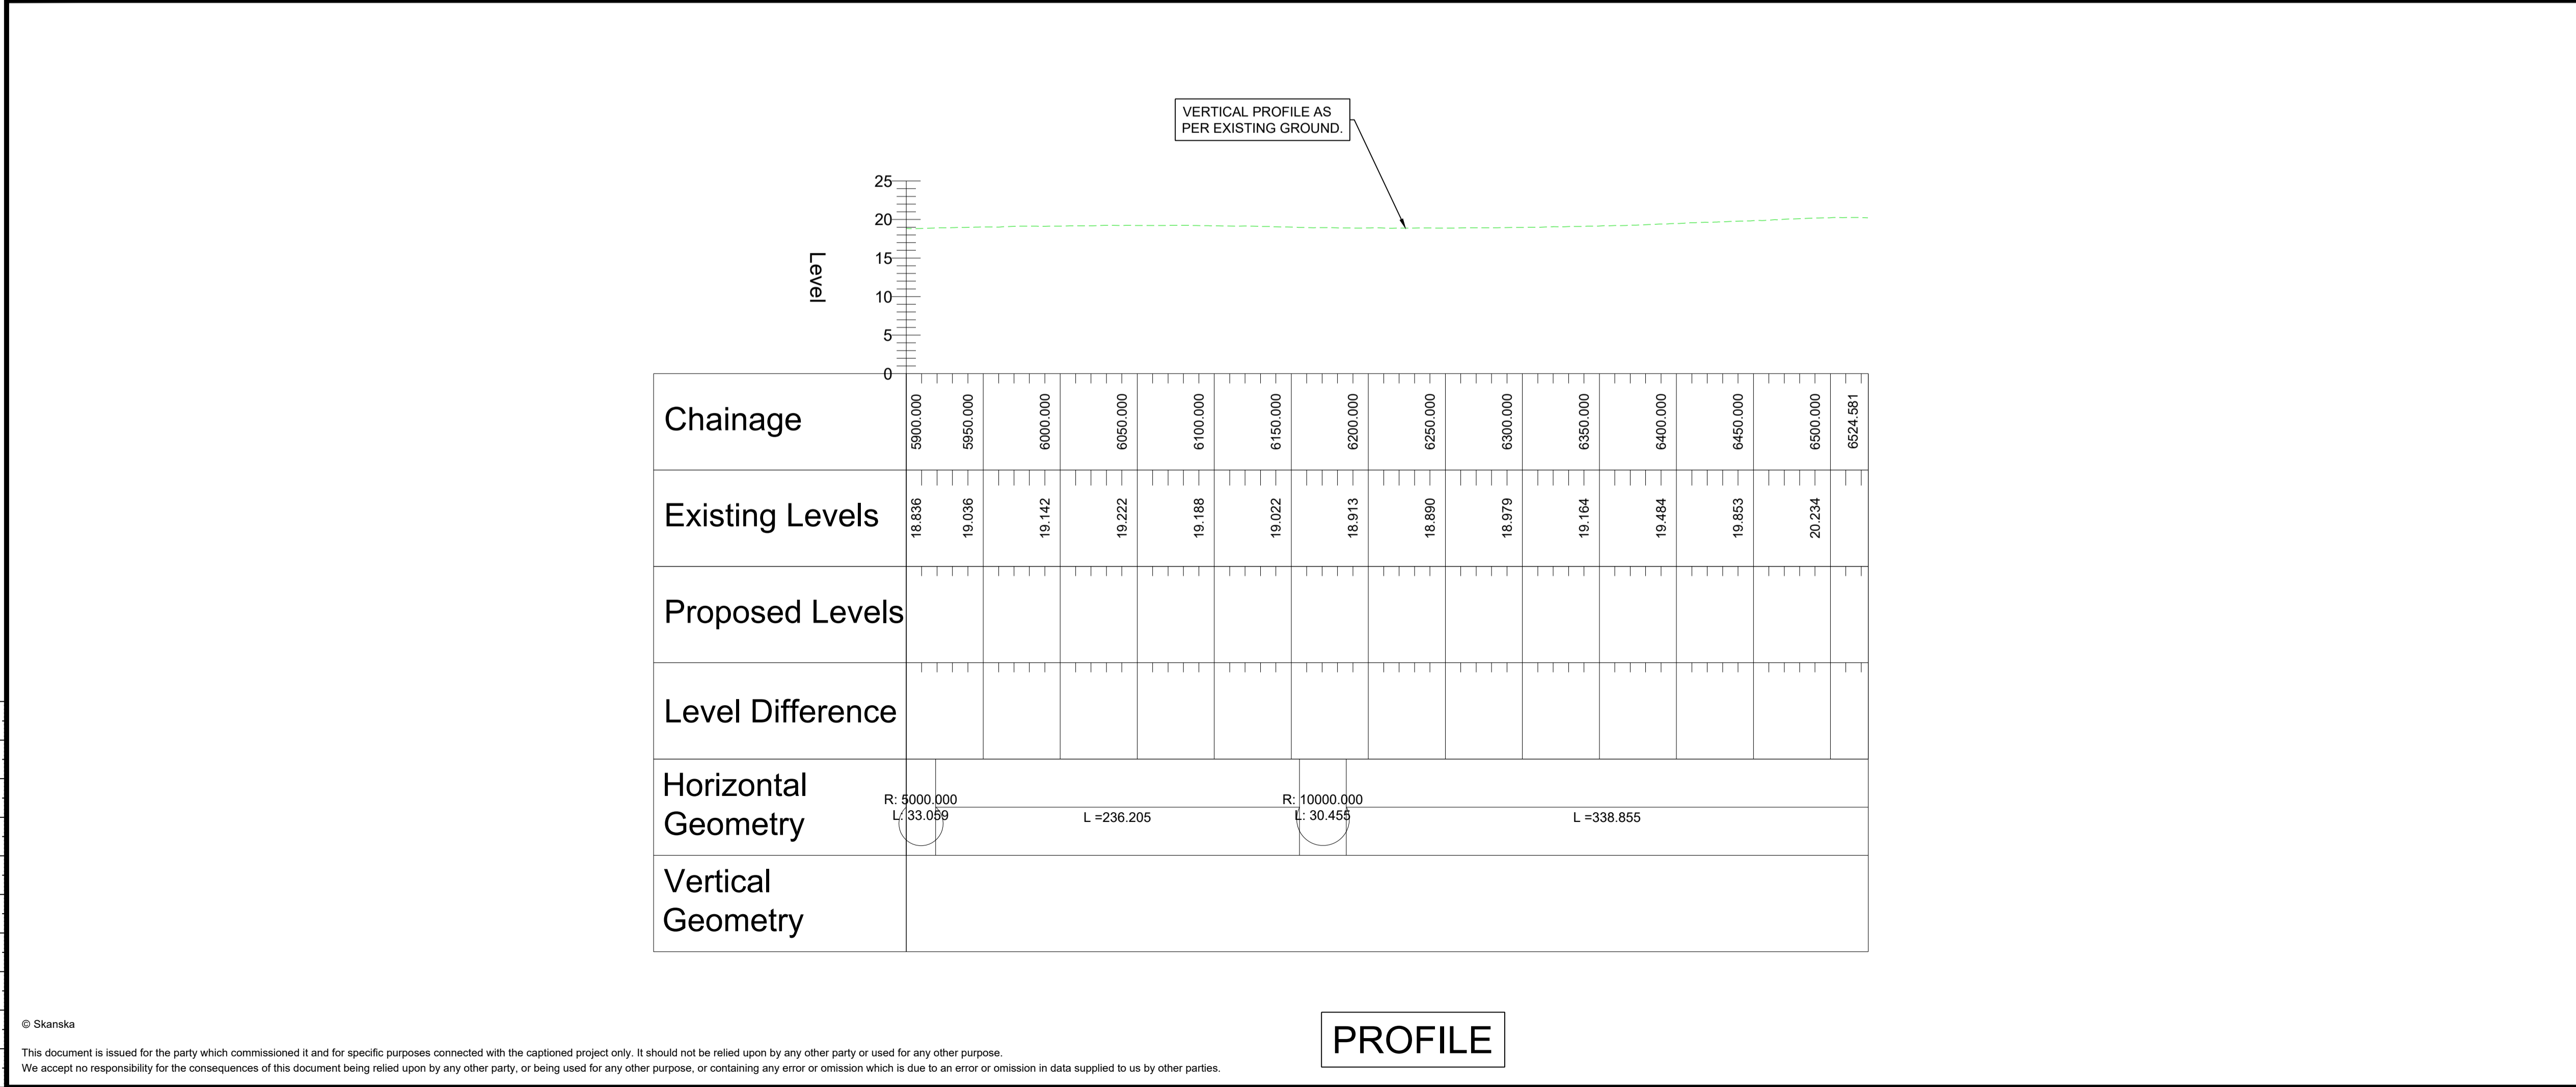 VERTICAL PROFILE AS
PER EXISTING GROUND.
25
20
15
10
5
0
Level
Chainage
5900.000
5950.000
6000.000
6050.000
6100.000
6150.000
6200.000
6250.000
6300.000
6350.000
6400.000
6450.000
6500.000
6524.581
Existing Levels
18.836
19.036
19.142
19.222
19.188
19.022
18.913
18.890
18.979
19.164
19.484
19.853
20.234
Proposed Levels
Level Difference
Horizontal
Geometry
R: 5000.000
L: 33.059
L =236.205
R: 10000.000
L: 30.455
L =338.855
Vertical
Geometry
PROFILE
© Skanska
This document is issued for the party which commissioned it and for specific purposes connected with the captioned project only. It should not be relied upon by any other party or used for any other purpose.
We accept no responsibility for the consequences of this document being relied upon by any other party, or being used for any other purpose, or containing any error or omission which is due to an error or omission in data supplied to us by other parties.